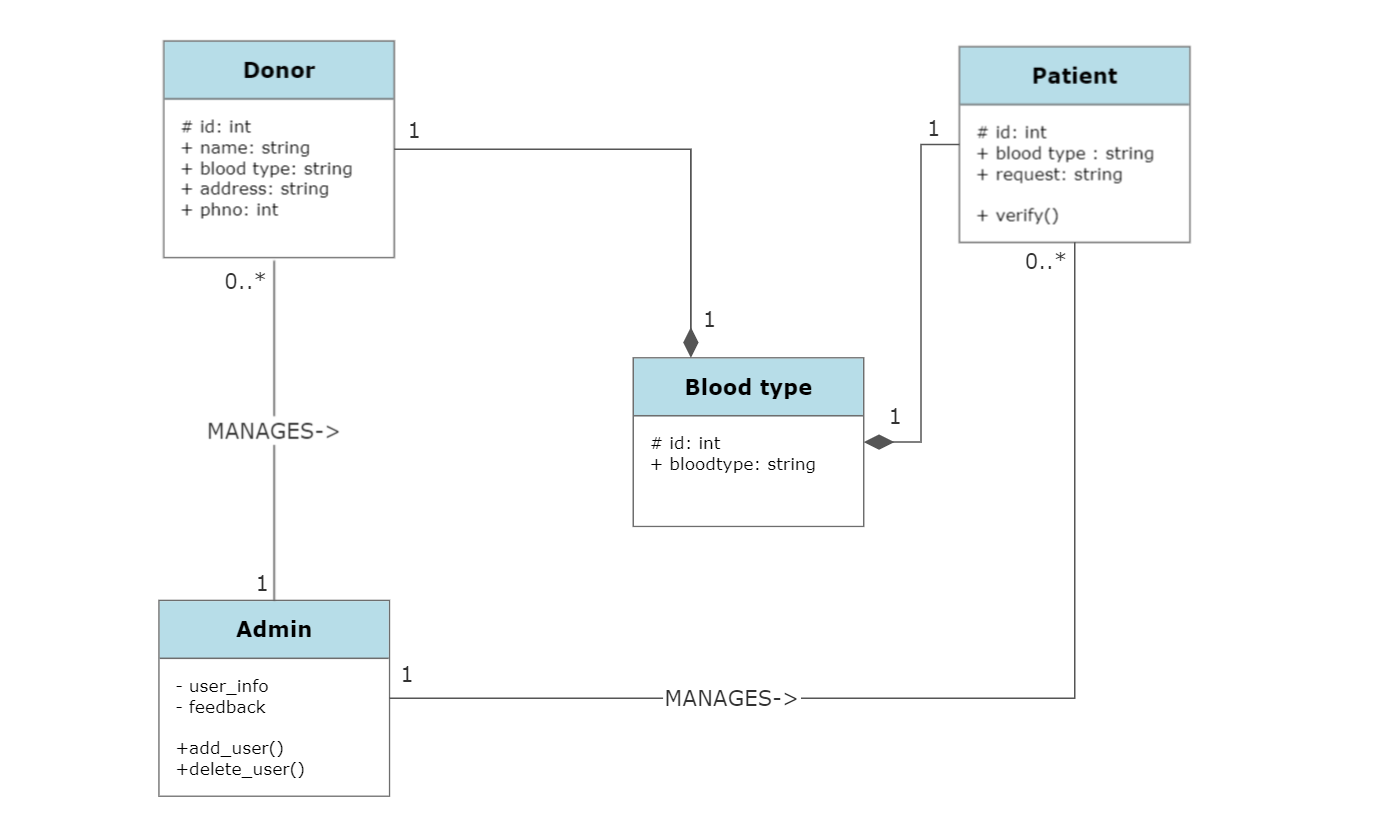 Donor
# id: int
+ name: string
+ blood type: string
+ address: string
+ phno: int
1
0..*
Patient
# id: int
+ blood type : string
+ request: string
+ verify()
1
0..*
1
Blood type
# id: int
+ bloodtype: string
1
MANAGES->
1
Admin
- user_info
- feedback
+add_user()
+delete_user()
1
MANAGES->